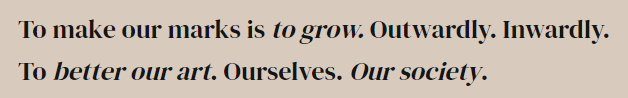 To make our marks is to grow. Outwardly. Inwardly.
To better our art. Ourselves. Our society.